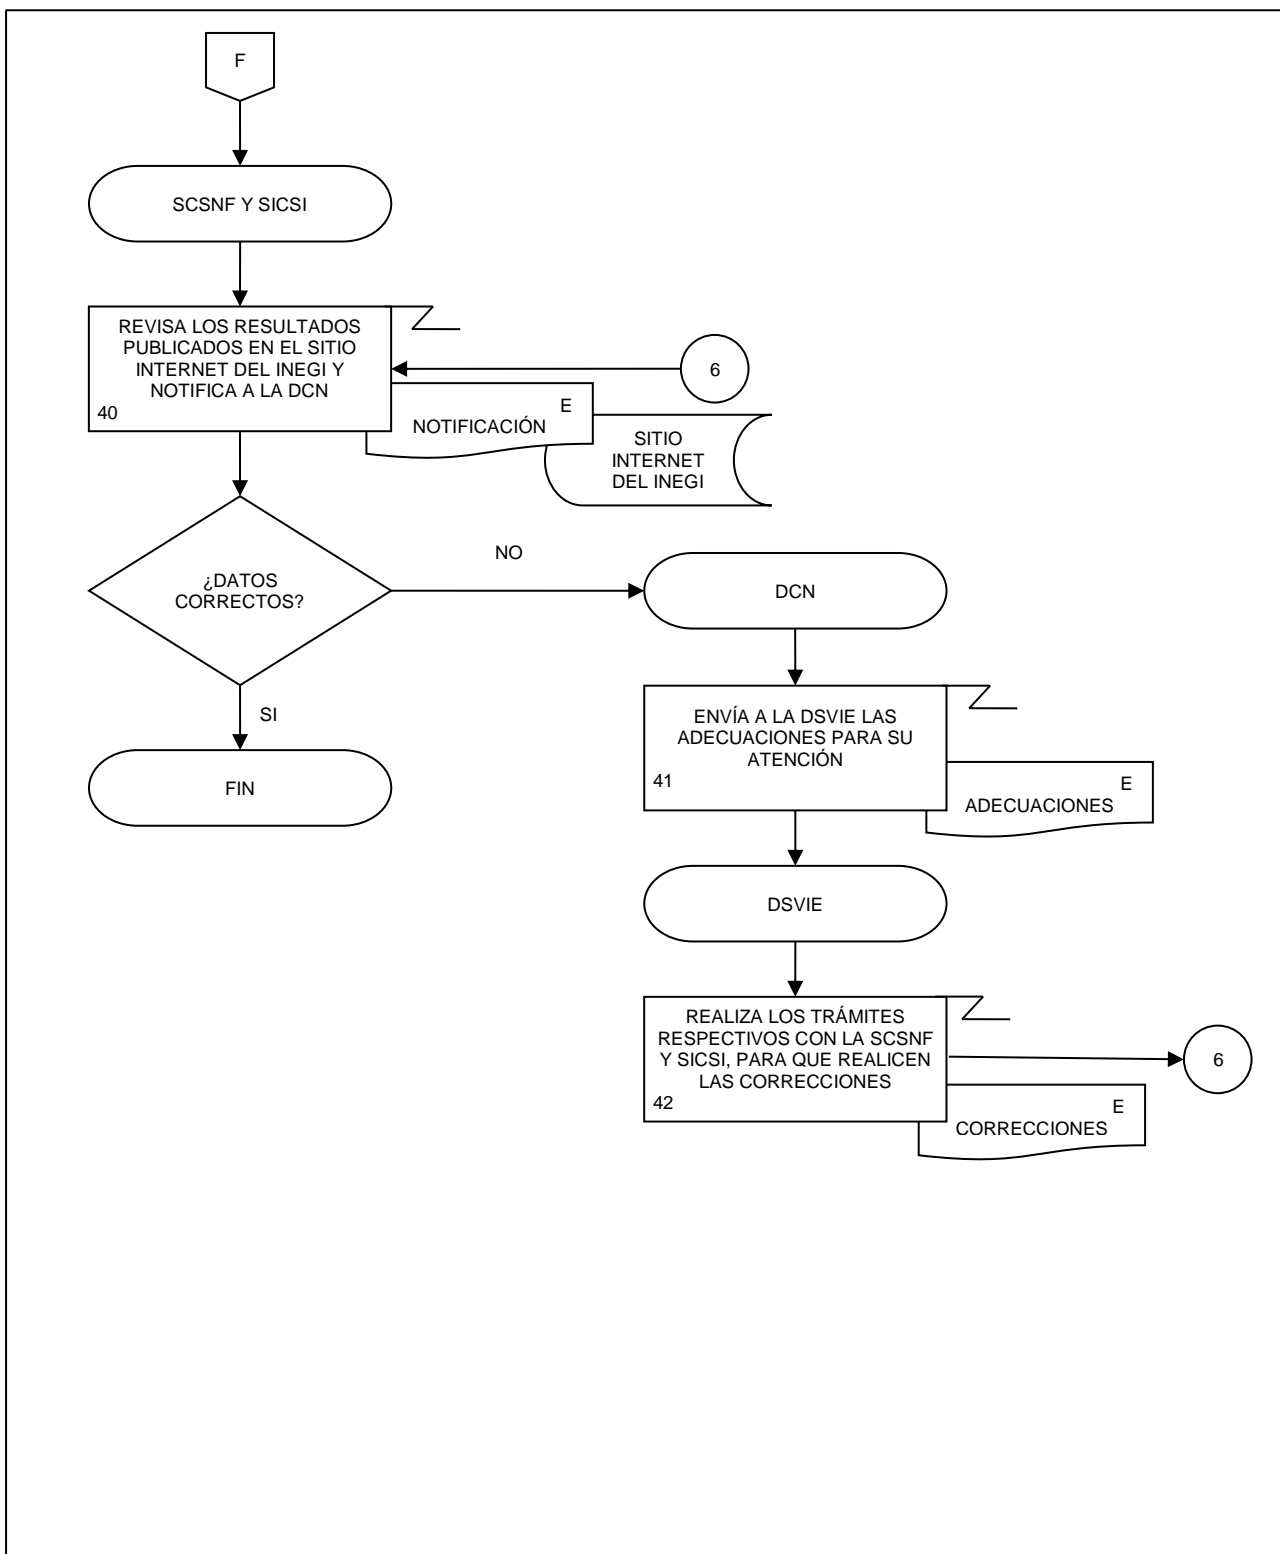 F
SCSNF Y SICSI
REVISA LOS RESULTADOS
PUBLICADOS EN EL SITIO
INTERNET DEL INEGI Y
NOTIFICA A LA DCN
40
6
E
NOTIFICACIÓN
SITIO
INTERNET
DEL INEGI
¿DATOS
CORRECTOS?
NO
SI
FIN
DCN
ENVÍA A LA DSVIE LAS
ADECUACIONES PARA SU
ATENCIÓN
41
E
ADECUACIONES
DSVIE
REALIZA LOS TRÁMITES
RESPECTIVOS CON LA SCSNF
Y SICSI, PARA QUE REALICEN
LAS CORRECCIONES
42
6
E
CORRECCIONES